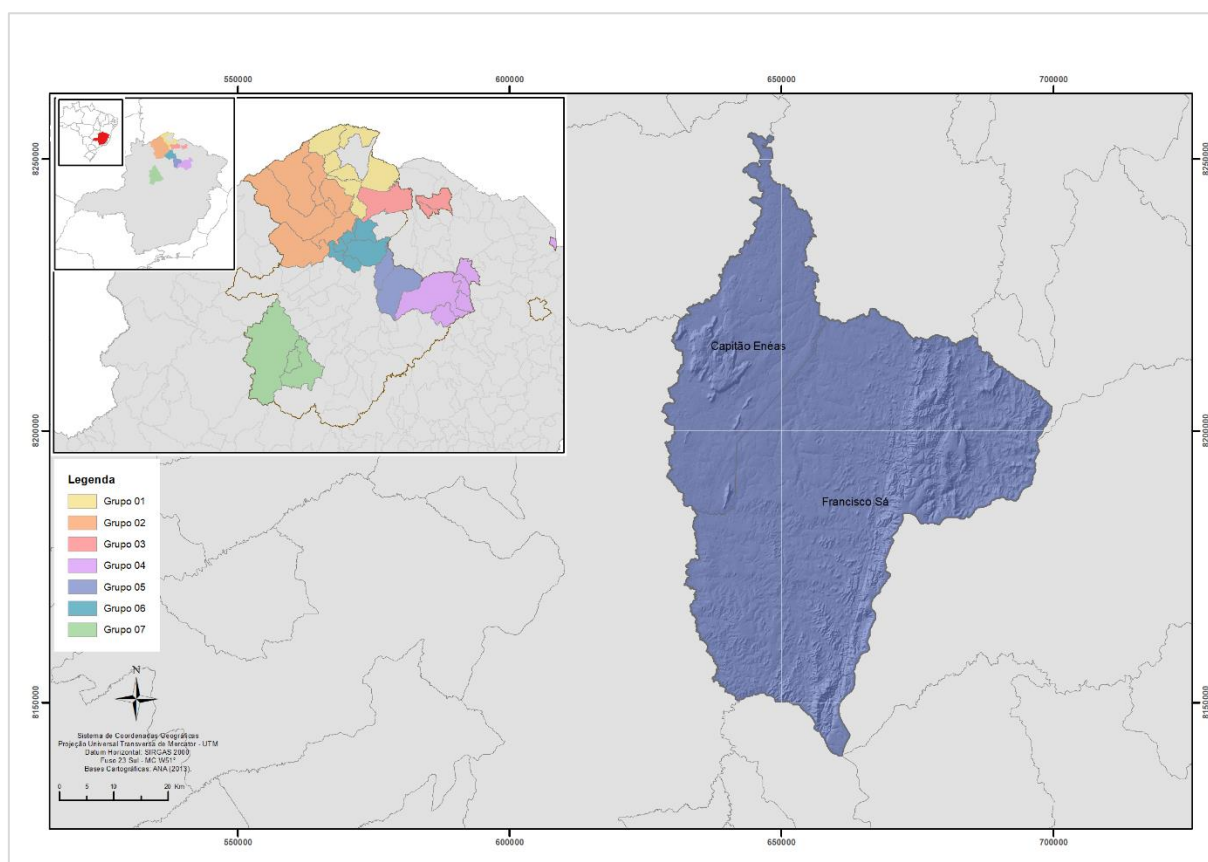 550000
600000
650000
700000
8250000
8250000
Capitão Enéas
8200000
8200000
Legenda
Grupo 01
Grupo 02
Grupo 03
Grupo 04
Grupo 05
Grupo 06
Grupo 07
Francisco Sá
N
8150000
8150000
Sistema de Coordenadas Geográficas
Projeção Universal Transversa de Mercator - UTM
Datum Horizontal: SIRGAS 2000
Fuso 23 Sul - MC W51°
Bases Cartográficas: ANA (2013).
0 5 10 20 Km
550000
600000
650000
700000